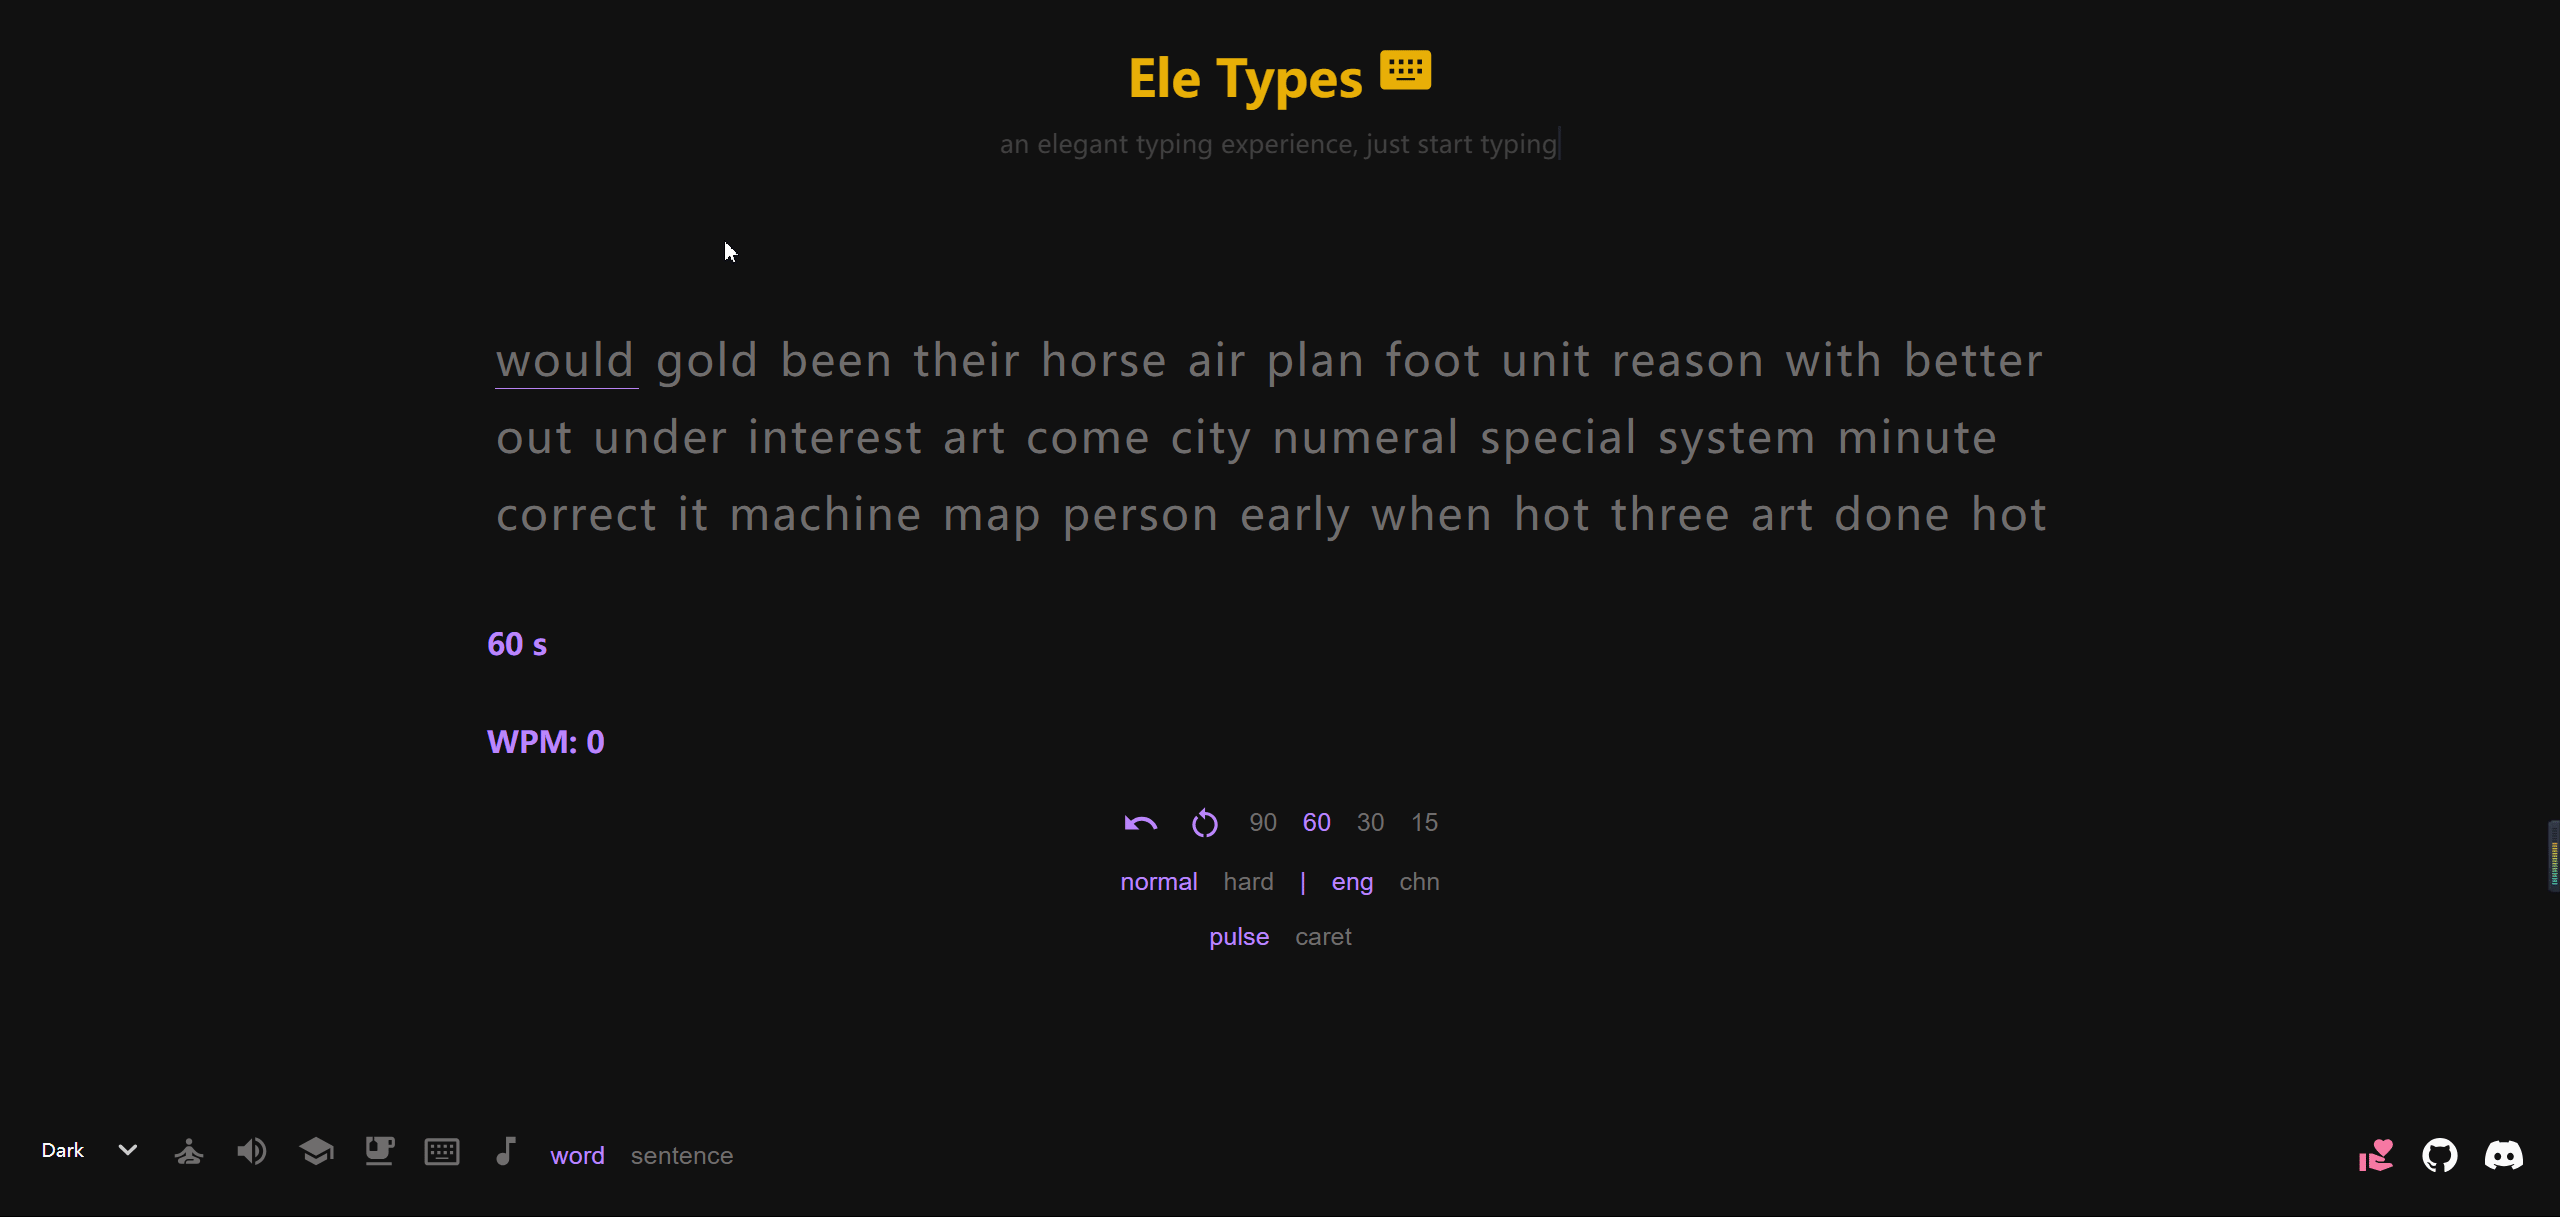 Ele Types
an elegant typing experience, just start typing
would gold been their horse air plan foot unit reason with better
out under interest art come city numeral special system minute
correct it machine map person early when hot three art done hot
60 s
WPM: 0
90 60 30 15
normal hard | eng chn
pulse caret
Dark word sentence